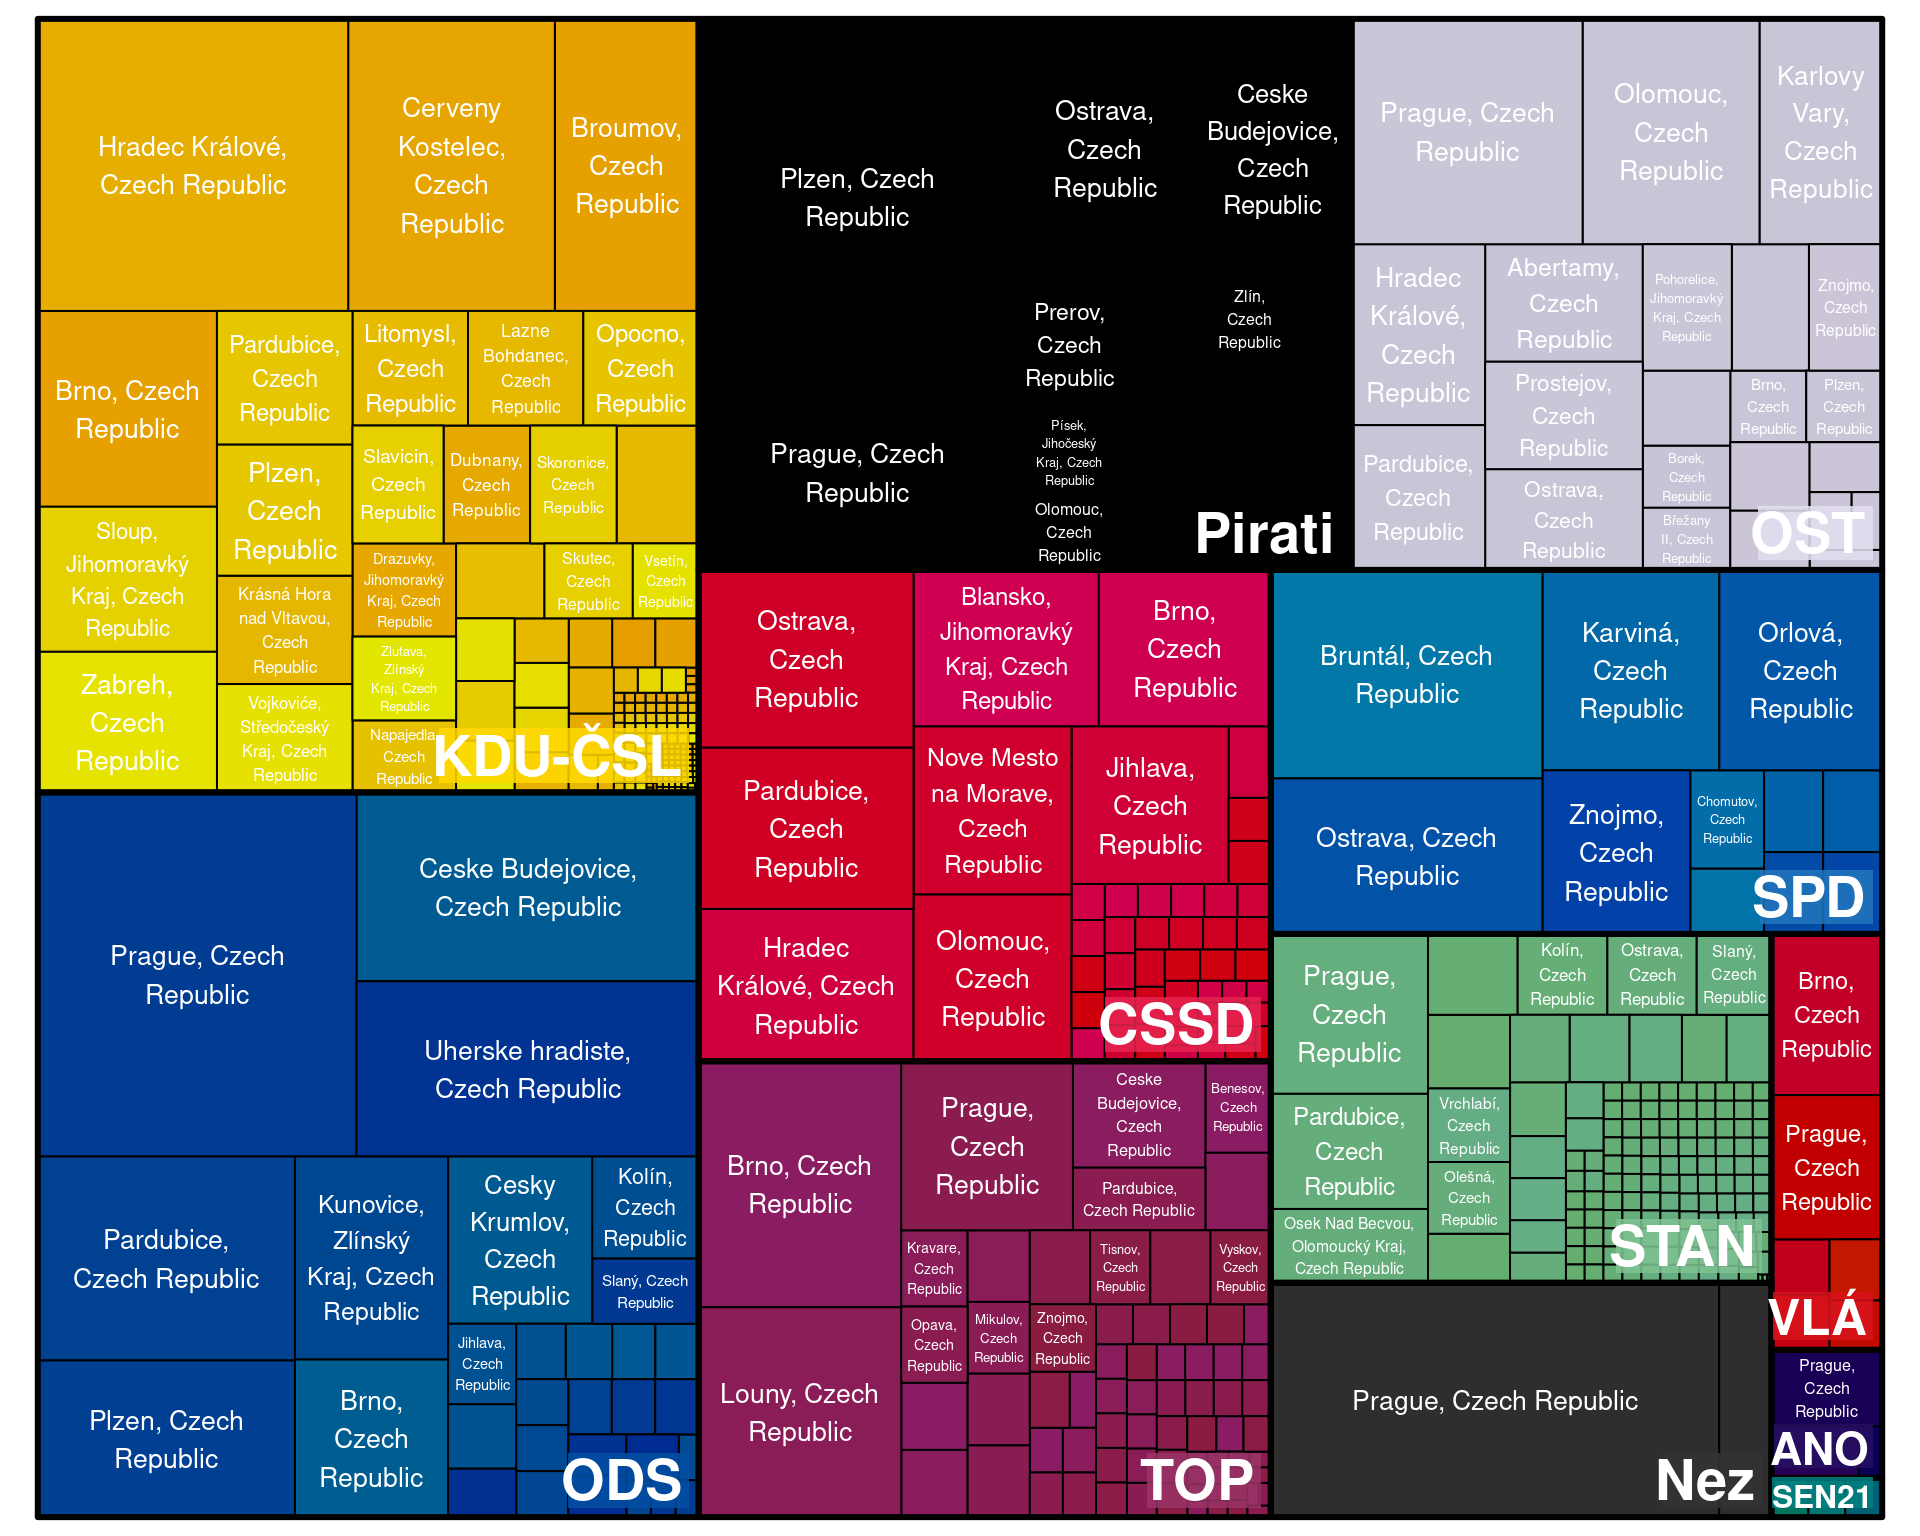 Hradec Králové,
Czech Republic
Cerveny
Kostelec,
Czech
Republic
Broumov,
Czech
Republic
Brno, Czech
Republic
Pardubice,
Czech
Republic
Litomysl,
Czech
Republic
Lazne
Bohdanec,
Czech
Republic
Opocno,
Czech
Republic
Plzen,
Czech
Republic
Slavicin,
Czech
Republic
Dubnany,
Czech
Republic
Skoronice,
Czech
Republic
Sloup,
Jihomoravký
Kraj, Czech
Republic
Krásná Hora
nad Vltavou,
Czech
Republic
Drazuvky,
Jihomoravký
Kraj, Czech
Republic
Skutec,
Czech
Republic
Vsetín,
Czech
Republic
Zabreh,
Czech
Republic
Vojkoviće,
Středočeský
Kraj, Czech
Republic
Zlutava,
Zlínský
Kraj, Czech
Republic
Napajedla,
Czech
Republic
KDU-ČSL
Prague, Czech
Republic
Ceske Budejovice,
Czech Republic
Uherske hradiste,
Czech Republic
Pardubice,
Czech Republic
Kunovice,
Zlínský
Kraj, Czech
Republic
Cesky
Krumlov,
Czech
Republic
Kolín,
Czech
Republic
Slaný, Czech
Republic
Plzen, Czech
Republic
Brno,
Czech
Republic
Jihlava,
Czech
Republic
ODS
Plzen, Czech
Republic
Ostrava,
Czech
Republic
Ceske
Budejovice,
Czech
Republic
Prague, Czech
Republic
Prerov,
Czech
Republic
Zlín,
Czech
Republic
Písek,
Jihočeský
Kraj, Czech
Republic
Olomouc,
Czech
Republic
Pirati
Ostrava,
Czech
Republic
Blansko,
Jihomoravký
Kraj, Czech
Republic
Brno,
Czech
Republic
Pardubice,
Czech
Republic
Nove Mesto
na Morave,
Czech
Republic
Jihlava,
Czech
Republic
Hradec
Králové, Czech
Republic
Olomouc,
Czech
Republic
CSSD
Brno, Czech
Republic
Prague,
Czech
Republic
Ceske
Budejovice,
Czech
Republic
Benesov,
Czech
Republic
Pardubice,
Czech Republic
Kravare,
Czech
Republic
Tisnov,
Czech
Republic
Vyskov,
Czech
Republic
Louny, Czech
Republic
Opava,
Czech
Republic
Mikulov,
Czech
Republic
Znojmo,
Czech
Republic
TOP
Prague, Czech
Republic
Olomouc,
Czech
Republic
Karlovy
Vary,
Czech
Republic
Hradec
Králové,
Czech
Republic
Abertamy,
Czech
Republic
Pohorelice,
Jihomoravký
Kraj, Czech
Republic
Znojmo,
Czech
Republic
Prostejov,
Czech
Republic
Brno,
Czech
Republic
Plzen,
Czech
Republic
Pardubice,
Czech
Republic
Ostrava,
Czech
Republic
Borek,
Czech
Republic
Břežany
II, Czech
Republic
OST
Bruntál, Czech
Republic
Karviná,
Czech
Republic
Orlová,
Czech
Republic
Ostrava, Czech
Republic
Znojmo,
Czech
Republic
Chomutov,
Czech
Republic
SPD
Prague,
Czech
Republic
Kolín,
Czech
Republic
Ostrava,
Czech
Republic
Slaný,
Czech
Republic
Pardubice,
Czech
Republic
Vrchlabí,
Czech
Republic
Olešná,
Czech
Republic
Osek Nad Becvou,
Olomoucký Kraj,
Czech Republic
STAN
Brno,
Czech
Republic
Prague,
Czech
Republic
VLÁ
Prague, Czech Republic
Nez
Prague,
Czech
Republic
ANO
SEN21